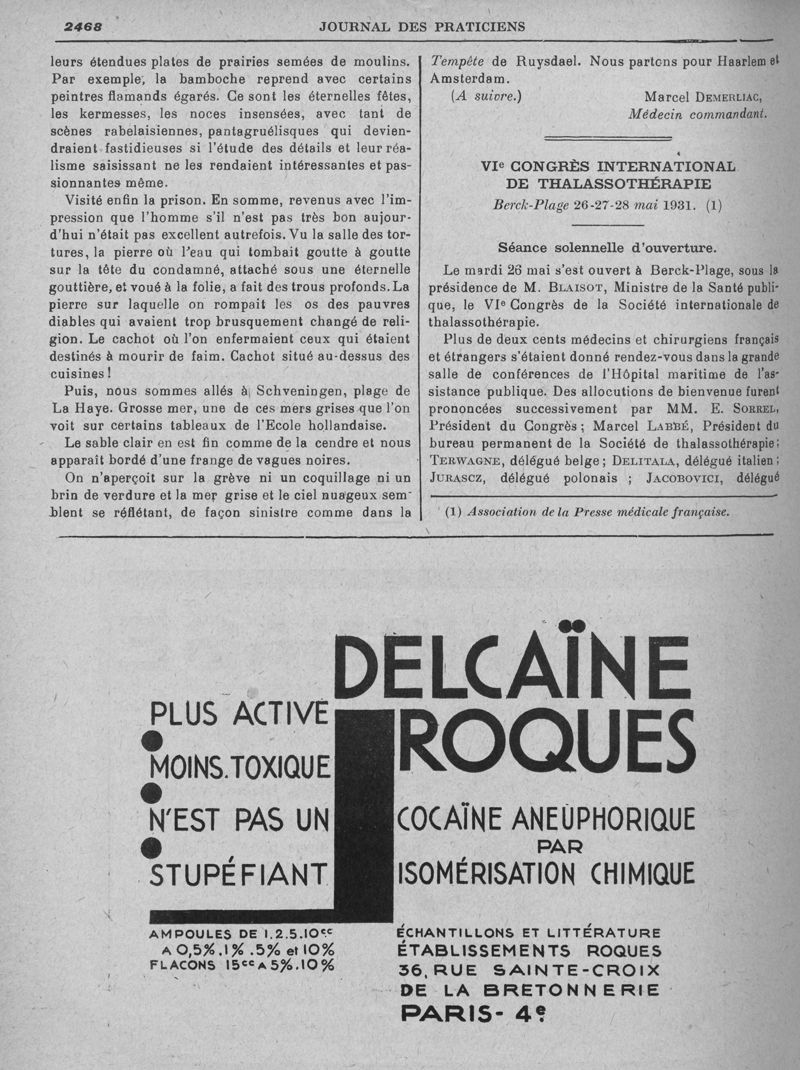 2468
JOURNAL DES PRATICIENS
leurs étendues plates de prairies semées de moulins.
Par exemple, la bamboche reprend avec certains
peintres flamands égarés. Ce sont les éternelles fêtes,
les kermesses, les noces insensées, avec tant de
scènes rabelaisiennes, pantagruélisques qui devien-
draient fastidieuses si l'étude des détails et leur réa-
lisme saisissant ne les rendaient intéressantes et pas-
sionnantes même.
Visité enfin la prison. En somme, revenus avec l'im-
pression que l'homme s'il n'est pas très bon aujour-
d'hui n'était pas excellent autrefois. Vu la salle des tor-
tures, la pierre où l'eau qui tombait goutte à goutte
sur la tête du condamné, attaché sous une éternelle
gouttière, et voué à la folie, a fait des trous profonds. La
pierre sur laquelle on rompait les os des pauvres
diables qui avaient trop brusquement changé de reli-
gion. Le cachot où l'on enfermaient ceux qui étaient
destinés à mourir de faim. Cachot situé au-dessus des
cuisines !
Puis, nous sommes allés à Schveningen, plage de
La Haye. Grosse mer, une de ces mers grises que l'on
voit sur certains tableaux de l'Ecole hollandaise.
Le sable clair en est fin comme de la cendre et nous
apparaît bordé d'une frange de vagues noires.
On n'aperçoit sur la grève ni un coquillage ni un
brin de verdure et la mer grise et le ciel nuageux sem-
blent se réflétant, de façon sinistre comme dans la
Tempête de Ruysdael. Nous partons pour Haarlem et
Amsterdam.
(A suivre.) Marcel DEMERLIAC,
Médecin commandant.
VIe CONGRÈS INTERNATIONAL
DE THALASSOTHÉRAPIE
Berck-Plage 26-27-28 mai 1931. (1)
Séance solennelle d'ouverture.
Le mardi 26 mai s'est ouvert à Berck-Plage, sous la
présidence de M. BLAISOT, Ministre de la Santé publi-
que, le VIe Congrès de la Société internationale de
thalassothérapie.
Plus de deux cents médecins et chirurgiens français
et étrangers s'étaient donné rendez-vous dans la grande
salle de conférences de l'Hôpital maritime de l'as-
sistance publique. Des allocutions de bienvenue furent
prononcées successivement par MM. E. SORREL,
Président du Congrès ; Marcel LABBÉ, Président du
bureau permanent de la Société de thalassothérapie ;
TERWAGNE, délégué belge ; DELITALA, délégué italien ;
JURASCZ, délégué polonais ; JACOBOVICI, délégué
(1) Association de la Presse médicale française.
DELCAÏNE
ROQUES
PLUS ACTIVE
MOINS.TOXIQUE
N'EST PAS UN
STUPÉFIANT
COCAÏNE ANEUPHORIQUE
PAR
ISOMÉRISATION CHIMIQUE
AMPOULES DE 1.2.5.10cc
A 0,5%.1%.5% et 10%
FLACONS 15cc A 5%.10%
ÉCHANTILLONS ET LITTÉRATURE
ÉTABLISSEMENTS ROQUES
36, RUE SAINTE-CROIX
DE LA BRETONNERIE
PARIS- 4e